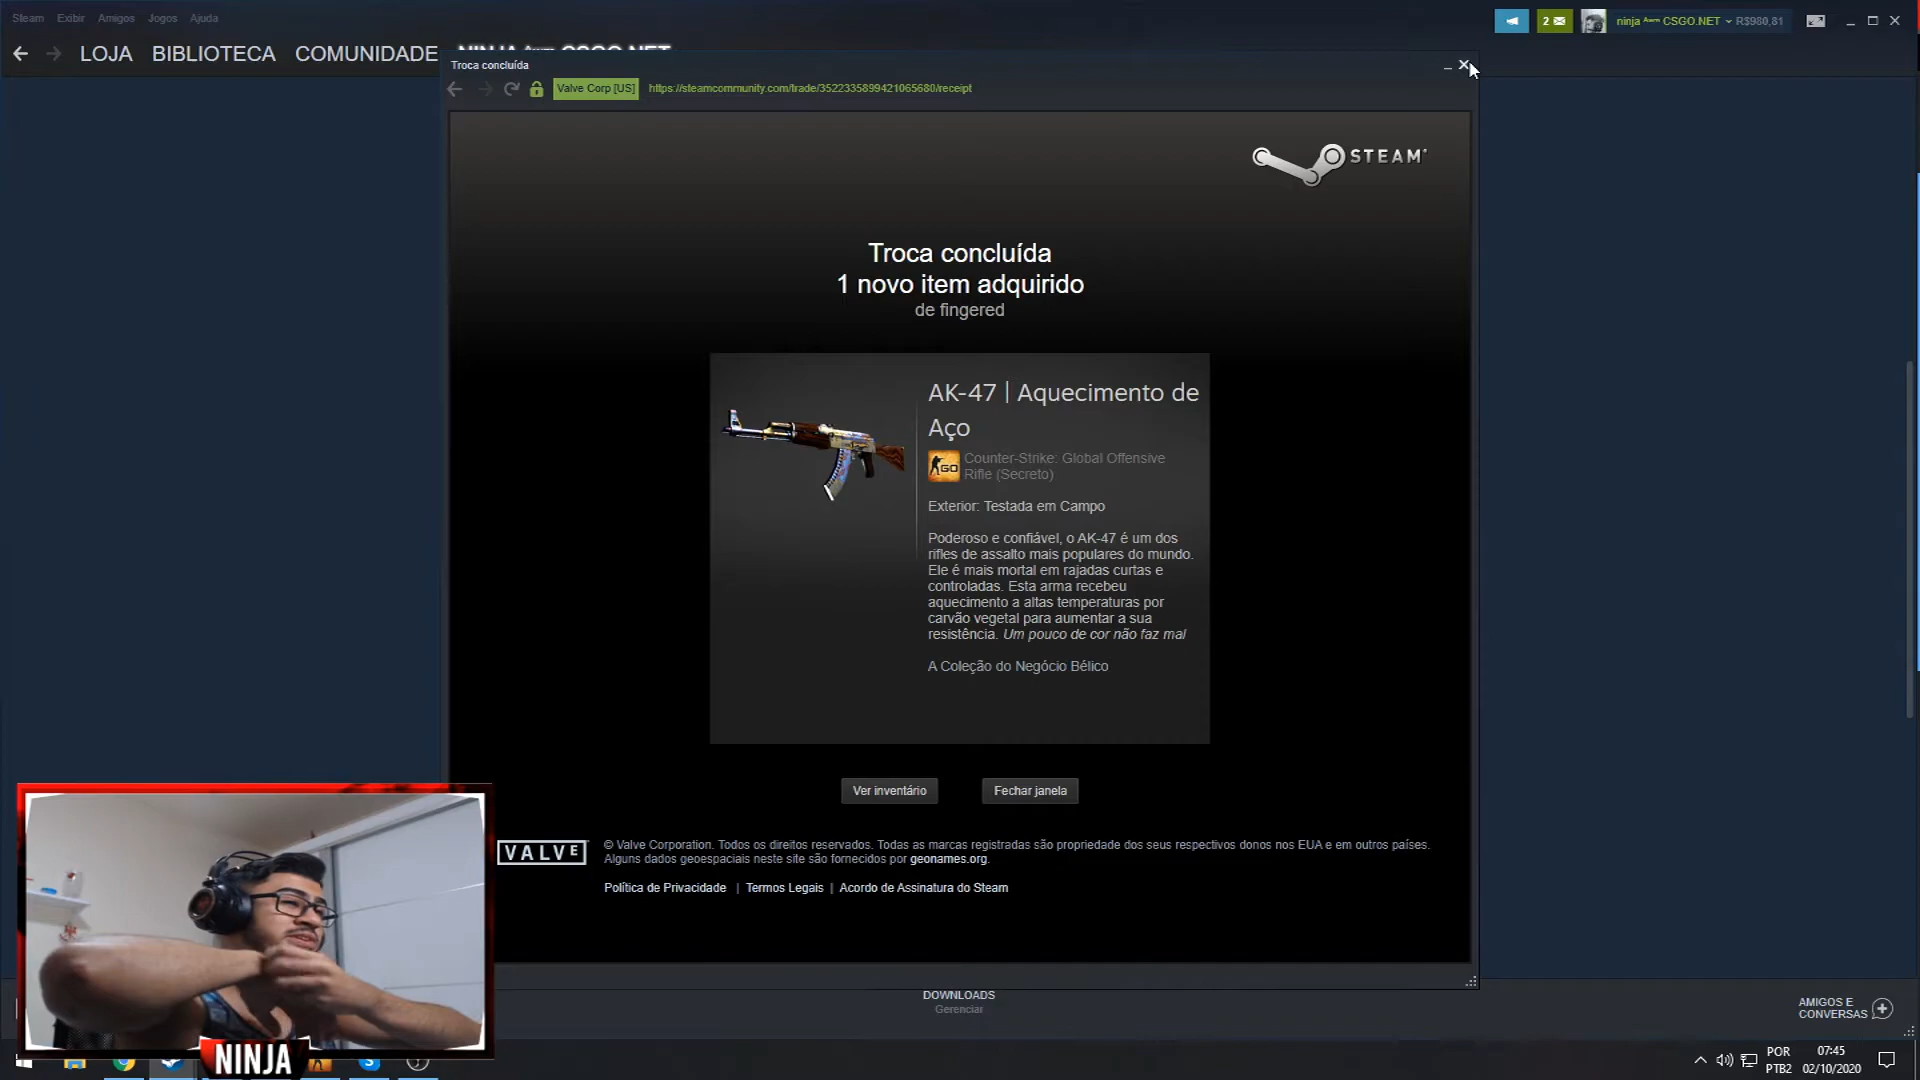 Steam Exibir Amigos Jogos Ajuda
2
ninja ᴬʷᵐ CSGO.NET R$980,81
LOJA BIBLIOTECA COMUNIDADE NINJA ᴬʷᵐ CSGO.NET
Troca concluída
Valve Corp [US] https://steamcommunity.com/trade/3522335899421065680/receipt
STEAM
Troca concluída
1 novo item adquirido
de fingered
AK-47 | Aquecimento de
Aço
GO
Counter-Strike: Global Offensive
Rifle (Secreto)
Exterior: Testada em Campo
Poderoso e confiável, o AK-47 é um dos
rifles de assalto mais populares do mundo.
Ele é mais mortal em rajadas curtas e
controladas. Esta arma recebeu
aquecimento a altas temperaturas por
carvão vegetal para aumentar a sua
resistência. Um pouco de cor não faz mal
A Coleção do Negócio Bélico
Ver inventário Fechar janela
VALVE
© Valve Corporation. Todos os direitos reservados. Todas as marcas registradas são propriedade dos seus respectivos donos nos EUA e em outros países.
Alguns dados geoespaciais neste site são fornecidos por geonames.org.
Política de Privacidade | Termos Legais | Acordo de Assinatura do Steam
DOWNLOADS
Gerenciar
AMIGOS E
CONVERSAS
NINJA
POR
PTB2
07:45
02/10/2020